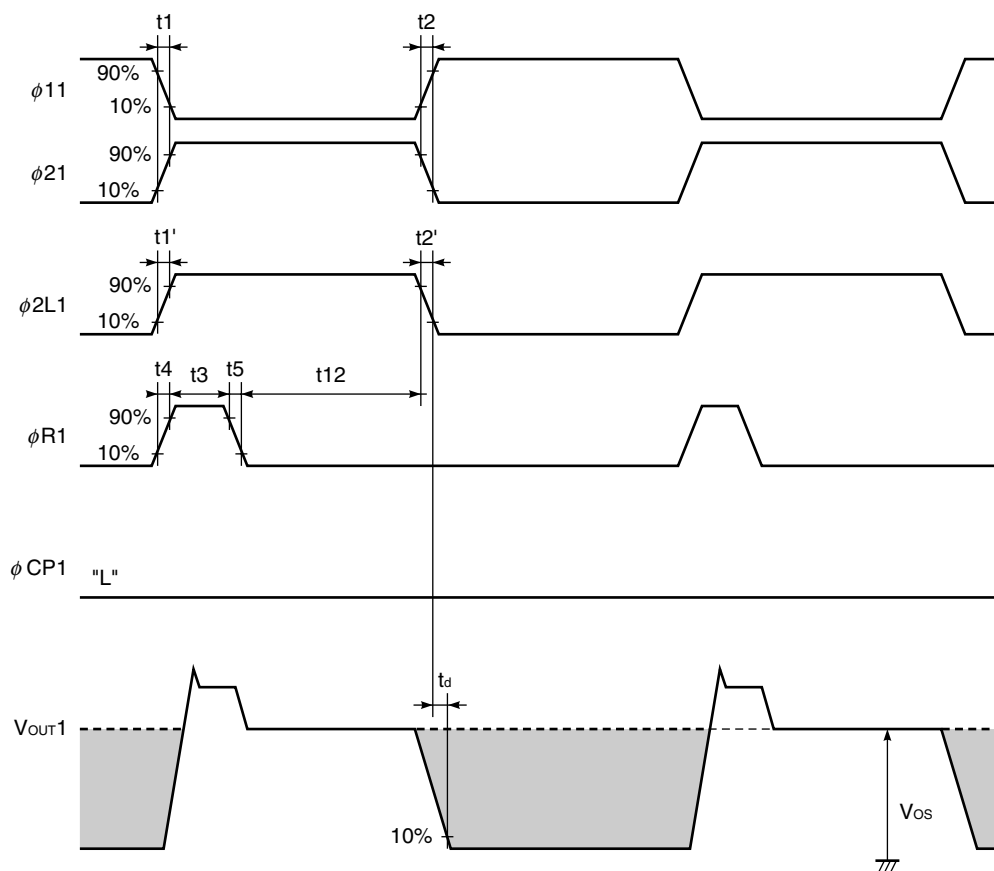 t1 t2
90%
ϕ11
10%
90%
ϕ21
10%
t1' t2'
90%
ϕ2L1
10%
t4 t3 t5 t12
90%
ϕR1
10%
ϕCP1 "L"
td
VOUT1
10%
VOS